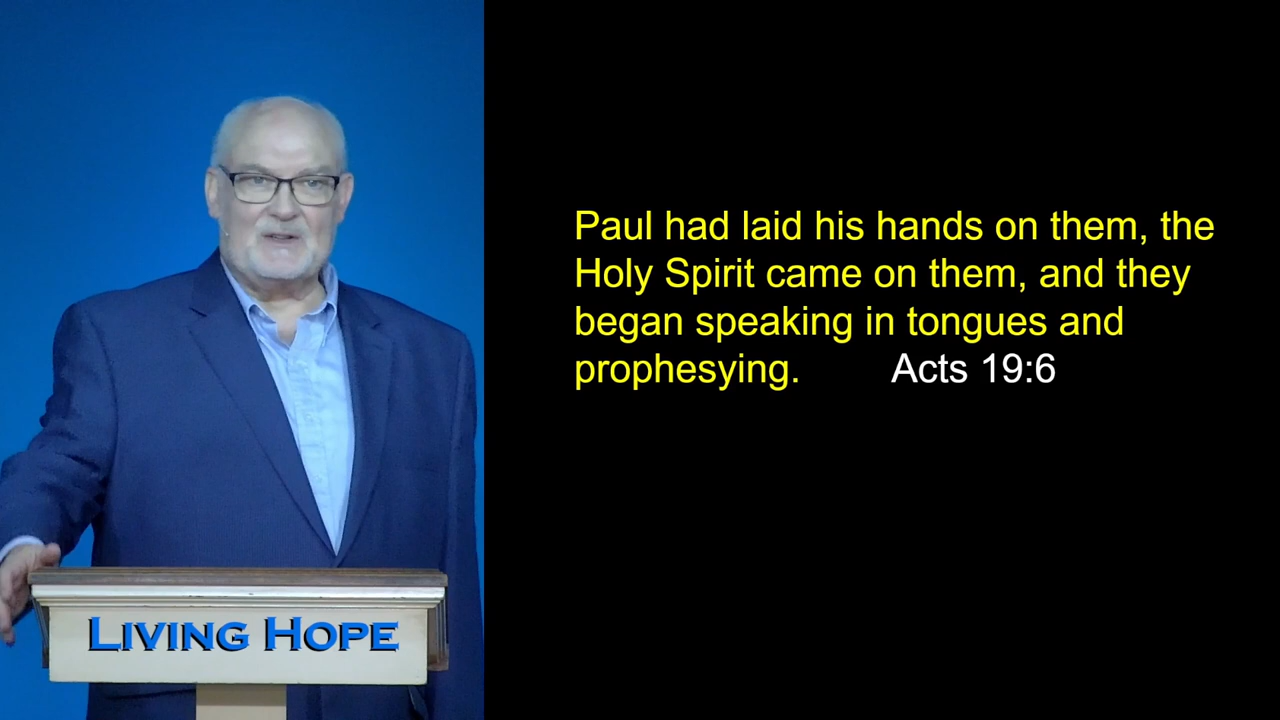 Paul had laid his hands on them, the
Holy Spirit came on them, and they
began speaking in tongues and
prophesying. Acts 19:6
LIVING HOPE